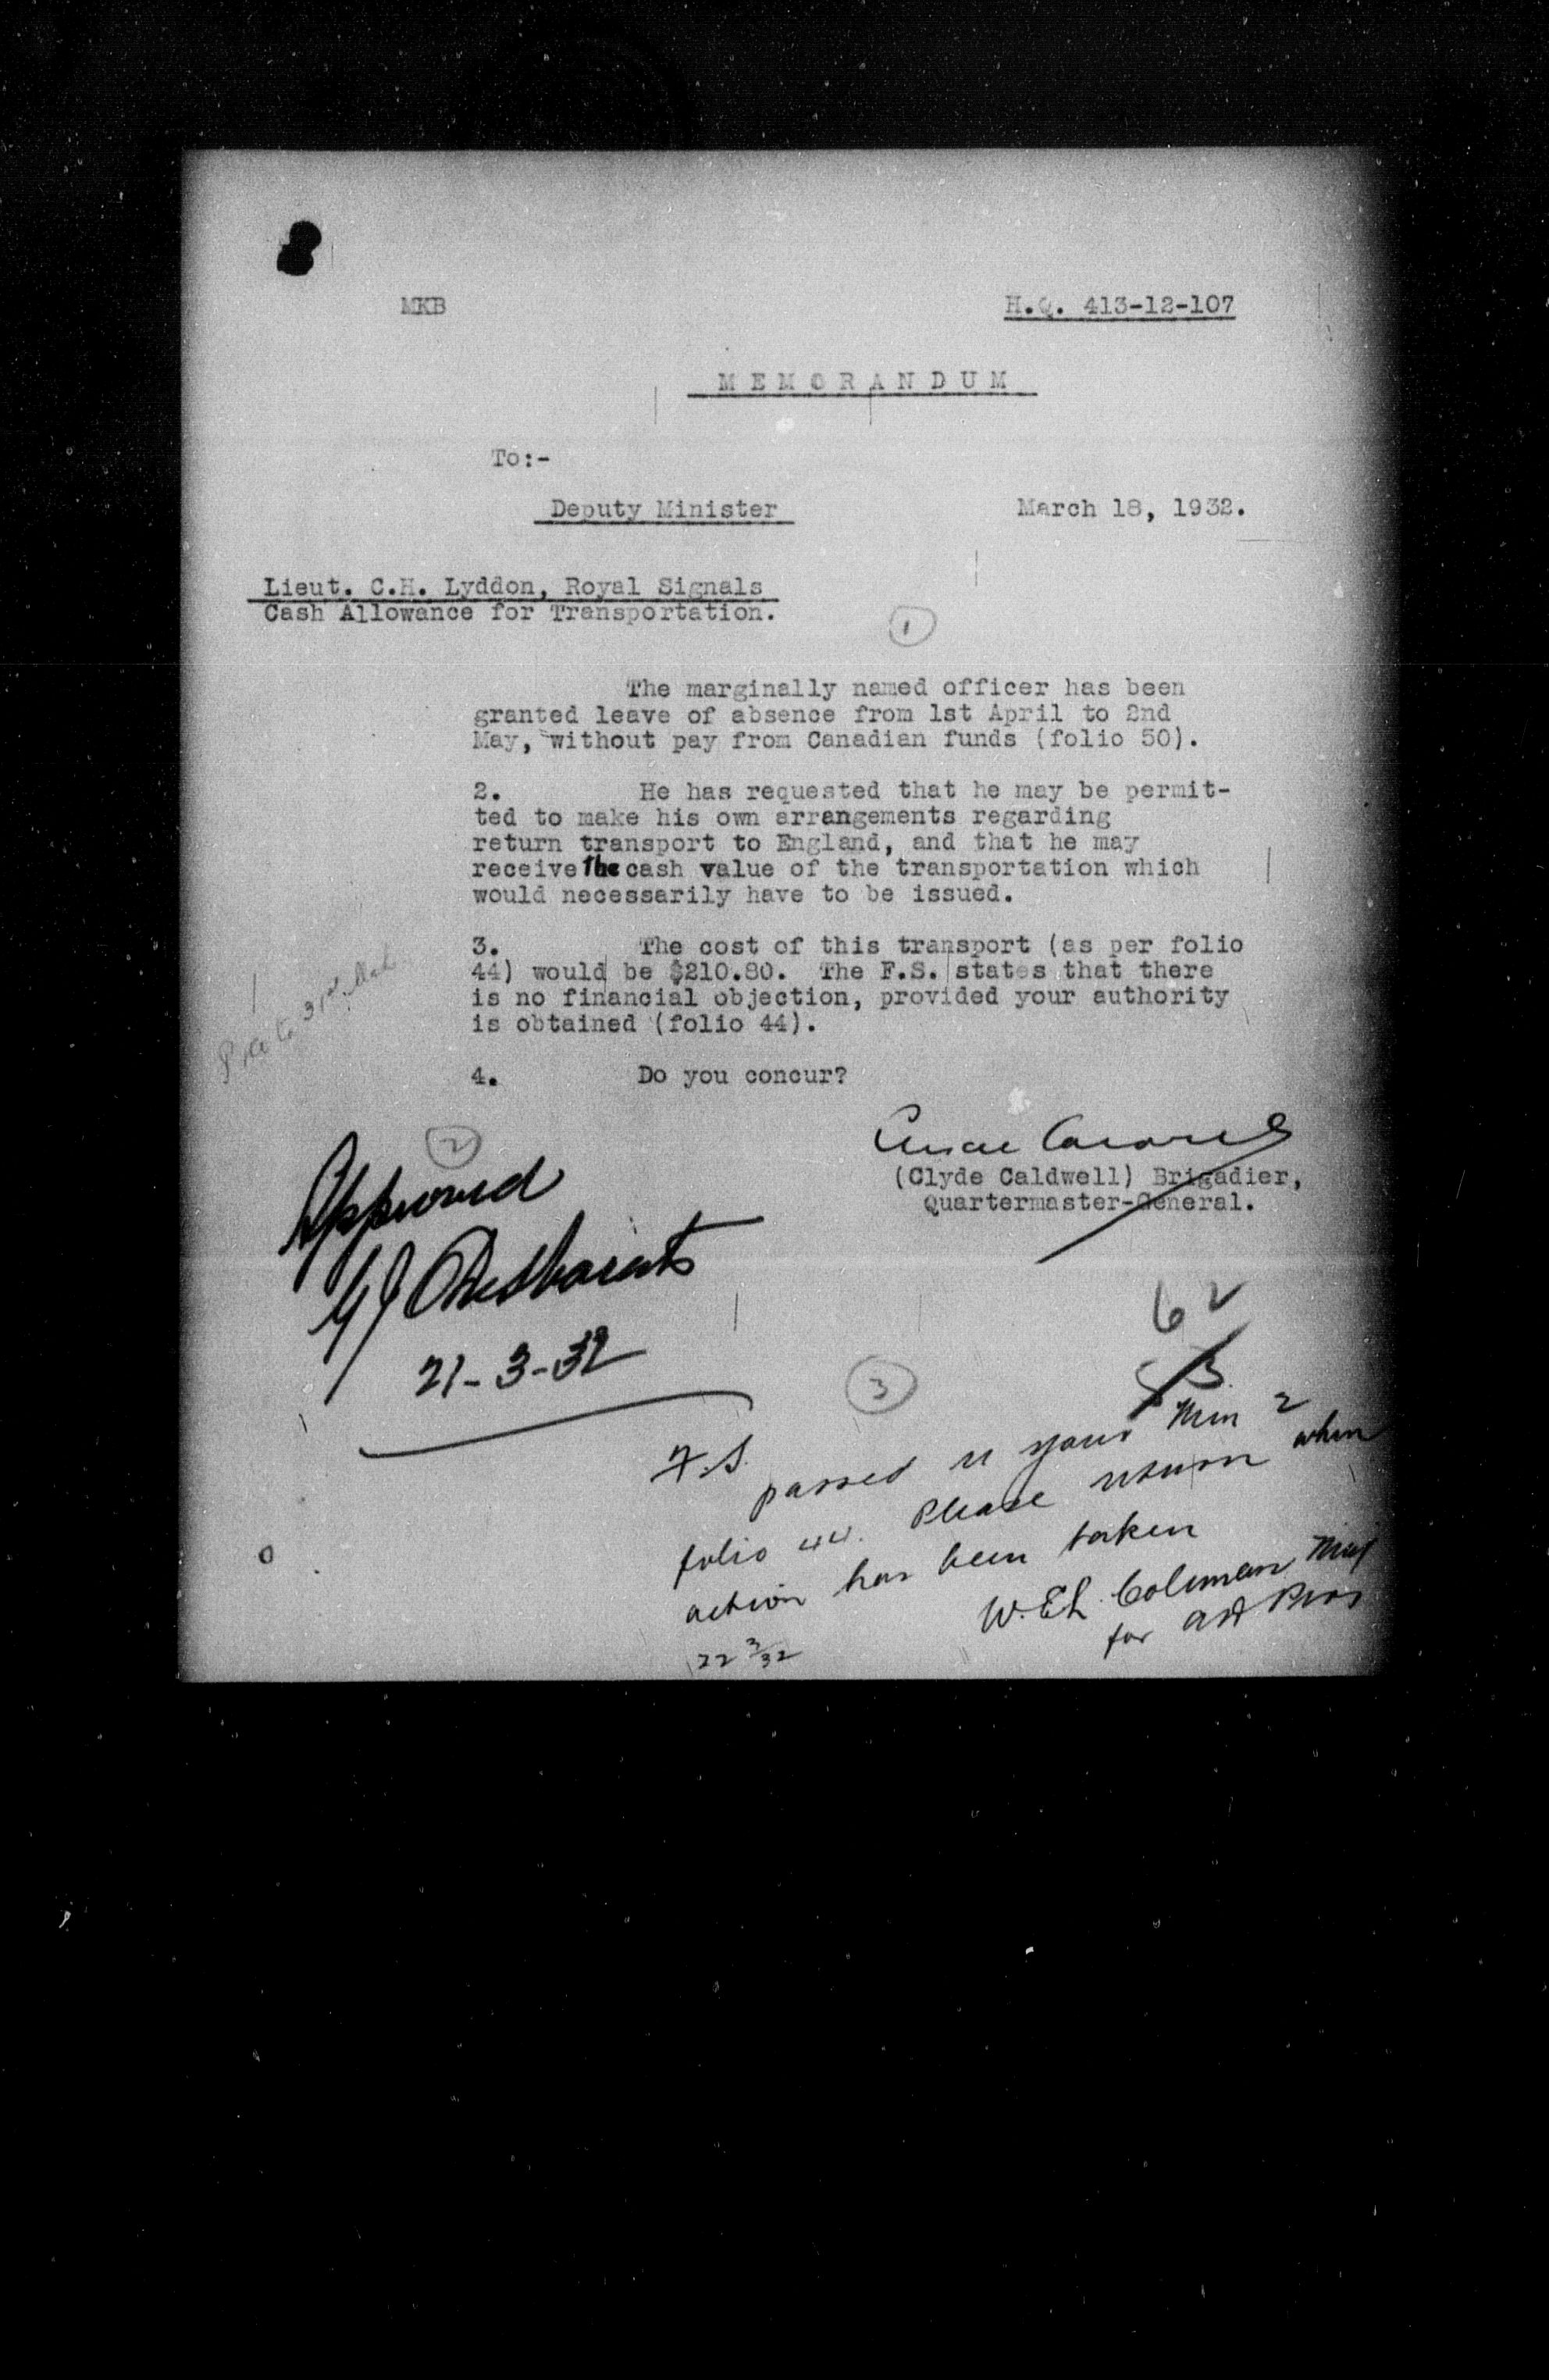 MKB
H.Q. 413-12-107
MEMORANDUM
To:-
Deputy Minister
March 18, 1932.
Lieut. C.H. Lyddon, Royal Signals
Cash Allowance for Transportation.
1
The marginally named officer has been
granted leave of absence from 1st April to 2nd
May, without pay from Canadian funds (folio 50).
2. He has requested that he may be permit-
ted to make his own arrangements regarding
return transport to England, and that he may
receive the cash value of the transportation which
would necessarily have to be issued.
3. The cost of this transport (as per folio
44) would be $210.80. The F.S. states that there
is no financial objection, provided your authority
is obtained (folio 44).
to 31st Mch
4. Do you concur?
(Clyde Caldwell) Brigadier,
Quartermaster-General.
2
Approved
GJ Desbarats
21-3-32
62
53
3
F.S.
passed re your Min 2
folio 44. Please return when
action has been taken
W.E.L. Coleman Maj
for
22 3/32